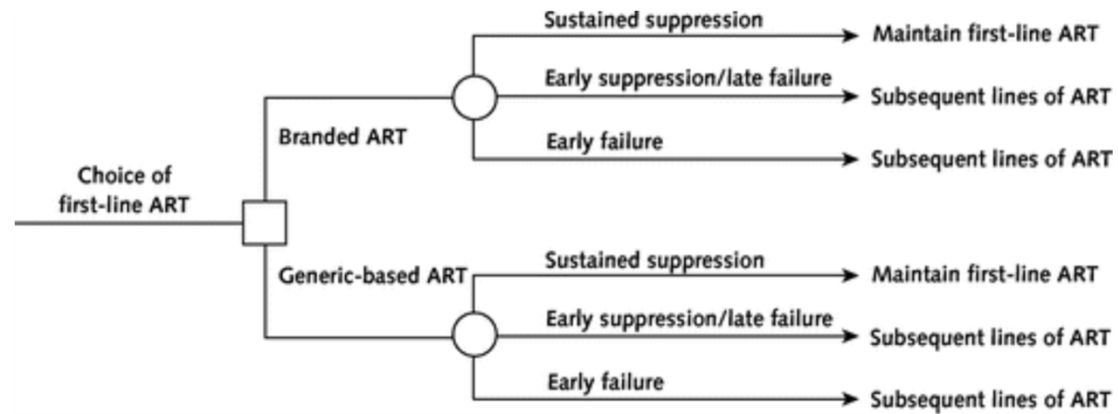 Sustained suppression
Maintain first-line ART
Early suppression/late failure
Subsequent lines of ART
Branded ART
Early failure
Subsequent lines of ART
Choice of
first-line ART
Generic-based ART
Sustained suppression
Maintain first-line ART
Early suppression/late failure
Subsequent lines of ART
Early failure
Subsequent lines of ART